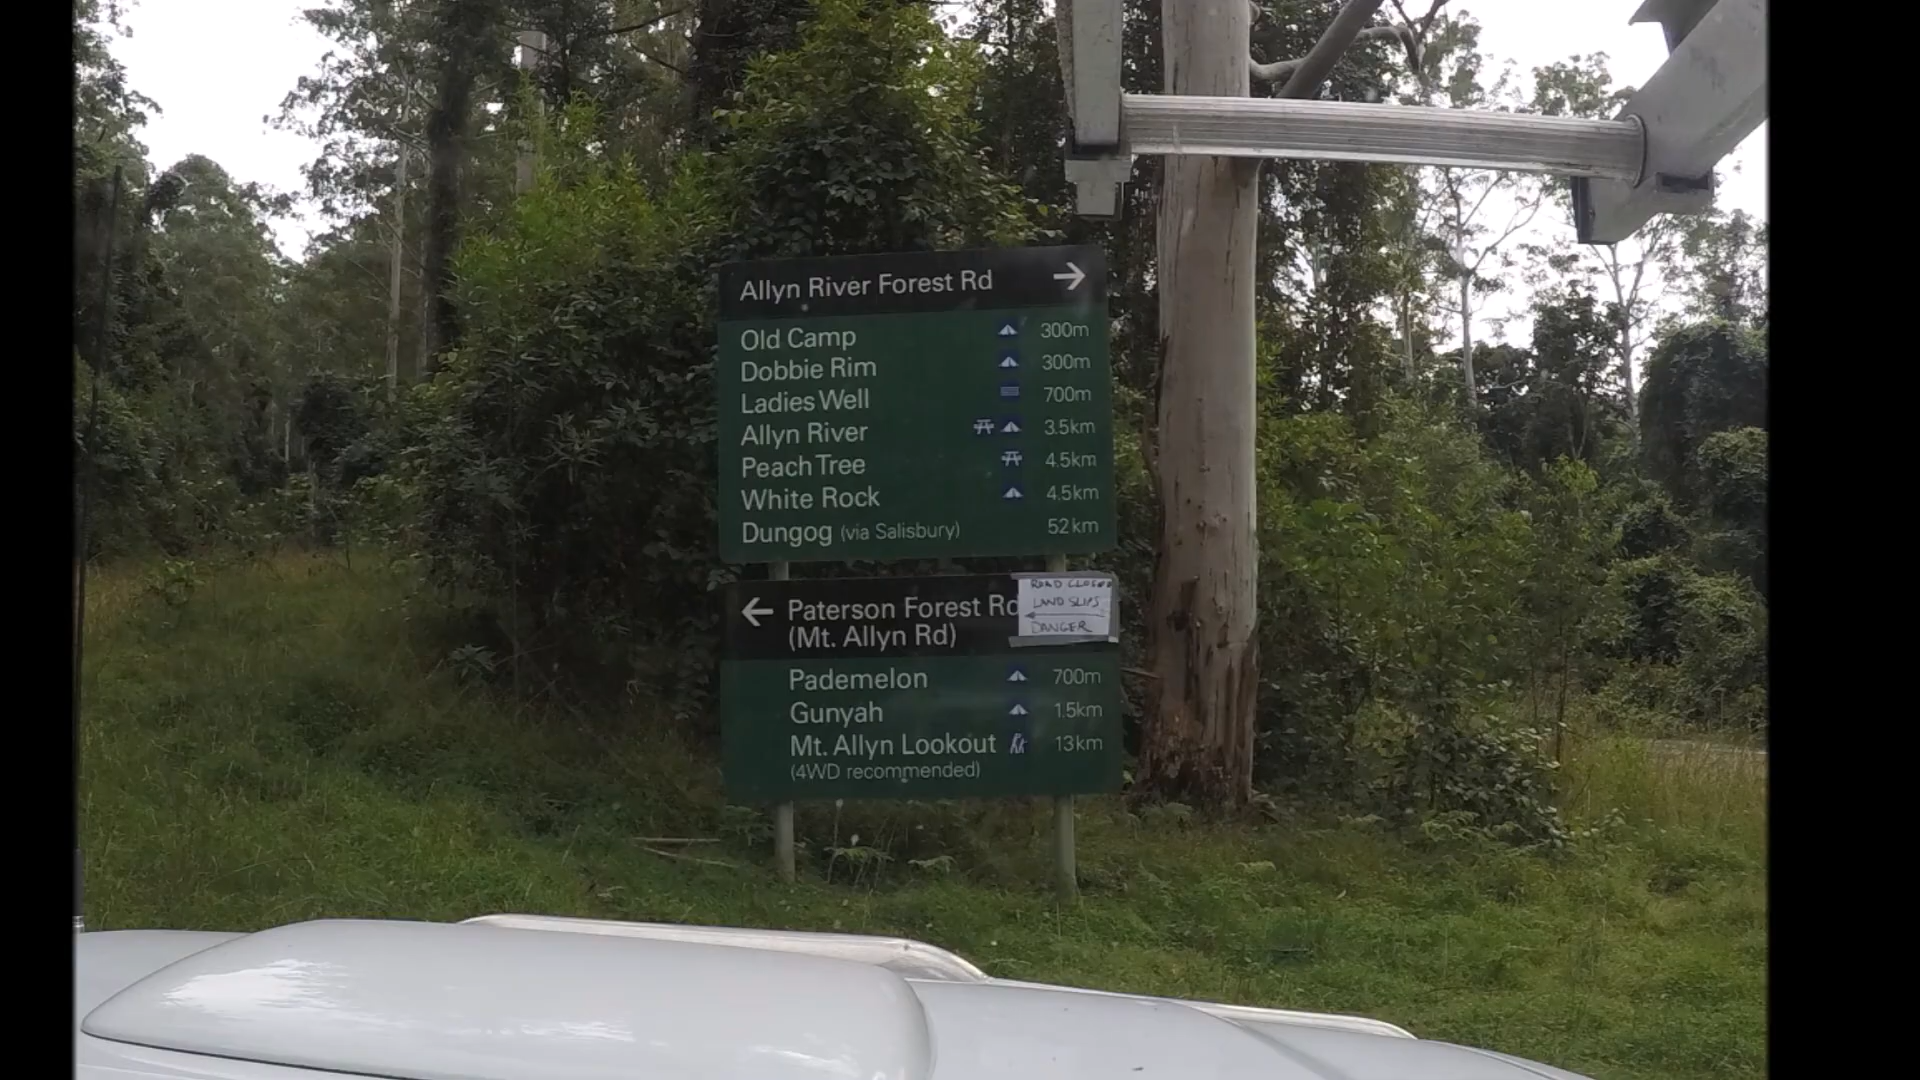 Allyn River Forest Rd →
Old Camp 300m
Dobbie Rim 300m
Ladies Well 700m
Allyn River 3.5km
Peach Tree 4.5km
White Rock 4.5km
Dungog (via Salisbury) 52km
← Paterson Forest Rd
(Mt. Allyn Rd)
ROAD CLOSED
LAND SLIPS
←
DANGER
Pademelon 700m
Gunyah 1.5km
Mt. Allyn Lookout 13km
(4WD recommended)